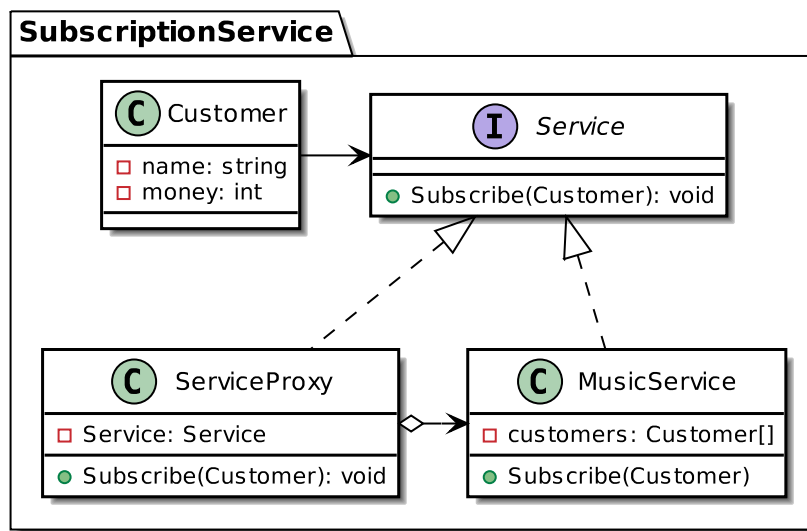 SubscriptionService
C Customer
name: string
money: int
I Service
Subscribe(Customer): void
C ServiceProxy
Service: Service
Subscribe(Customer): void
C MusicService
customers: Customer[]
Subscribe(Customer)